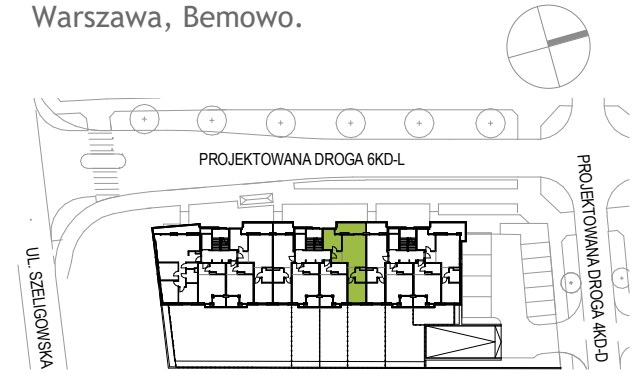 Warszawa, Bemowo.
PROJEKTOWANA DROGA 6KD-L
PROJEKTOWANA DROGA 4KD-D
UL. SZELIGOWSKA